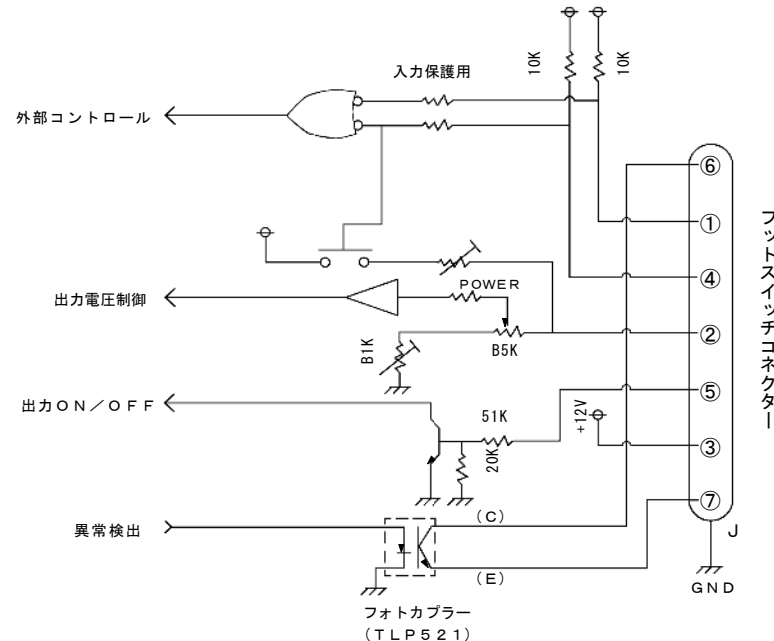 10K
10K
入力保護用
外部コントロール
⑥
①
④
②
⑤
③
⑦
フットスイッチコネクター
POWER
出力電圧制御
B1K
B5K
出力ON/OFF
51K
20K
+12V
異常検出
(C)
(E)
J
GND
フォトカプラー
(TLP521)